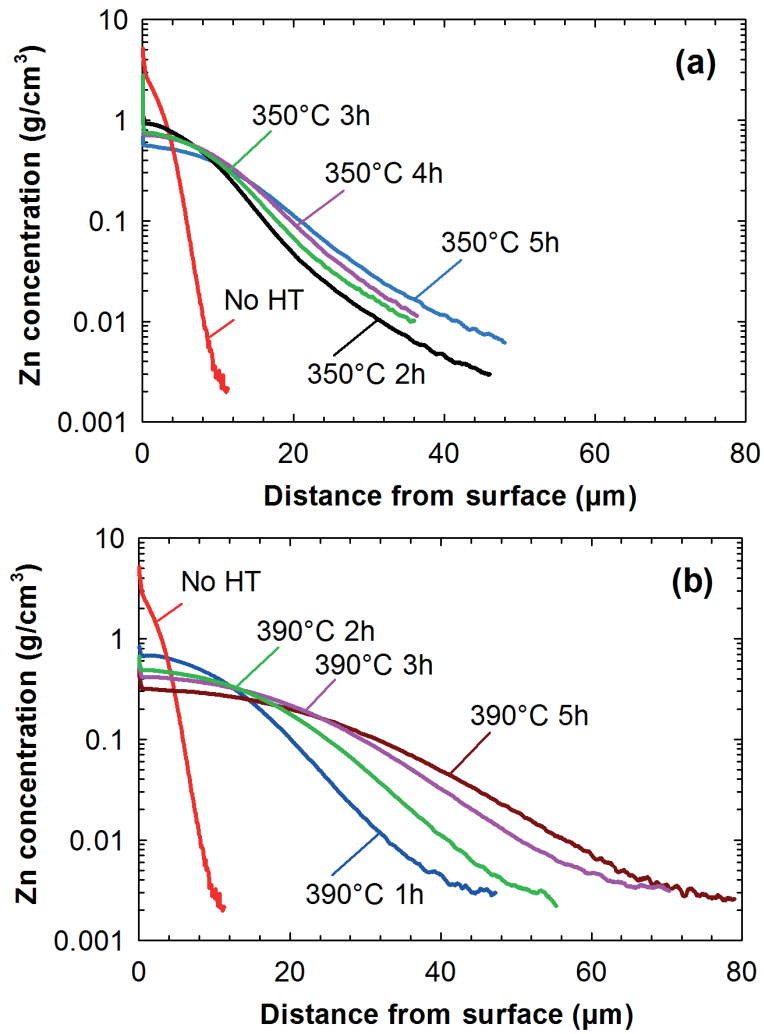 10
(a)
350°C 3h
1
350°C 4h
Zn concentration (g/cm³)
0.1
350°C 5h
No HT
0.01
350°C 2h
0.001
0 20 40 60 80
Distance from surface (µm)
10
No HT
(b)
390°C 2h
1
390°C 3h
Zn concentration (g/cm³)
390°C 5h
0.1
0.01
390°C 1h
0.001
0 20 40 60 80
Distance from surface (µm)